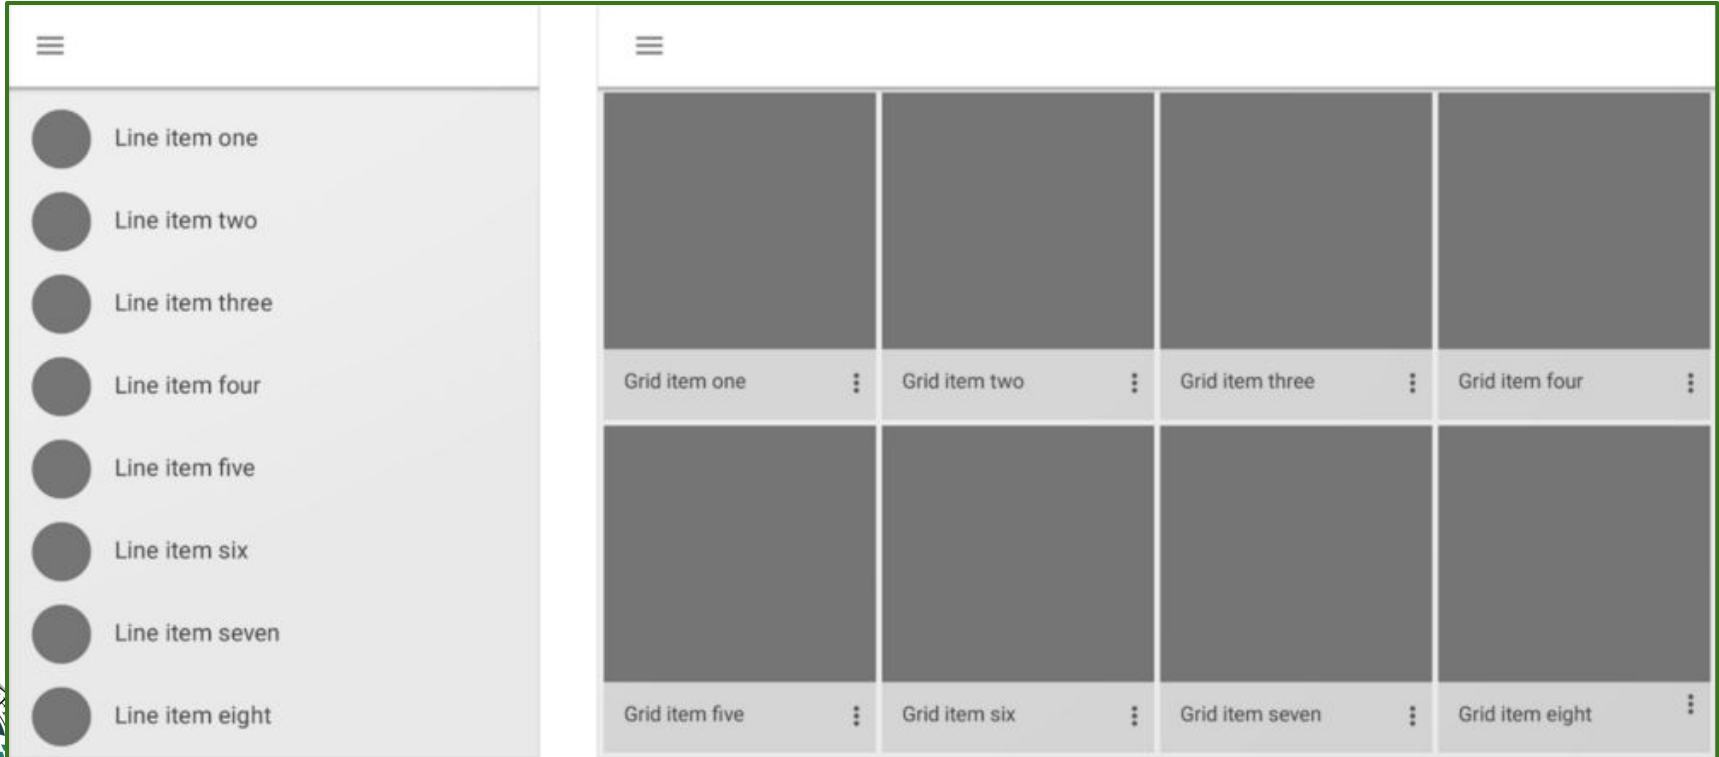 Line item one
Line item two
Line item three
Line item four
Line item five
Line item six
Line item seven
Line item eight
Grid item one
Grid item two
Grid item three
Grid item four
Grid item five
Grid item six
Grid item seven
Grid item eight